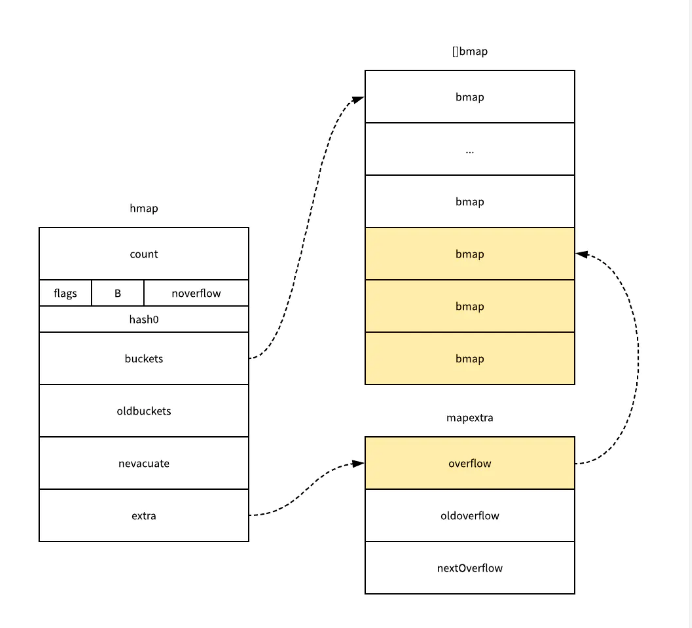 []bmap
bmap
...
bmap
bmap
bmap
bmap
hmap
count
flags B noverflow
hash0
buckets
oldbuckets
nevacuate
extra
mapextra
overflow
oldoverflow
nextOverflow